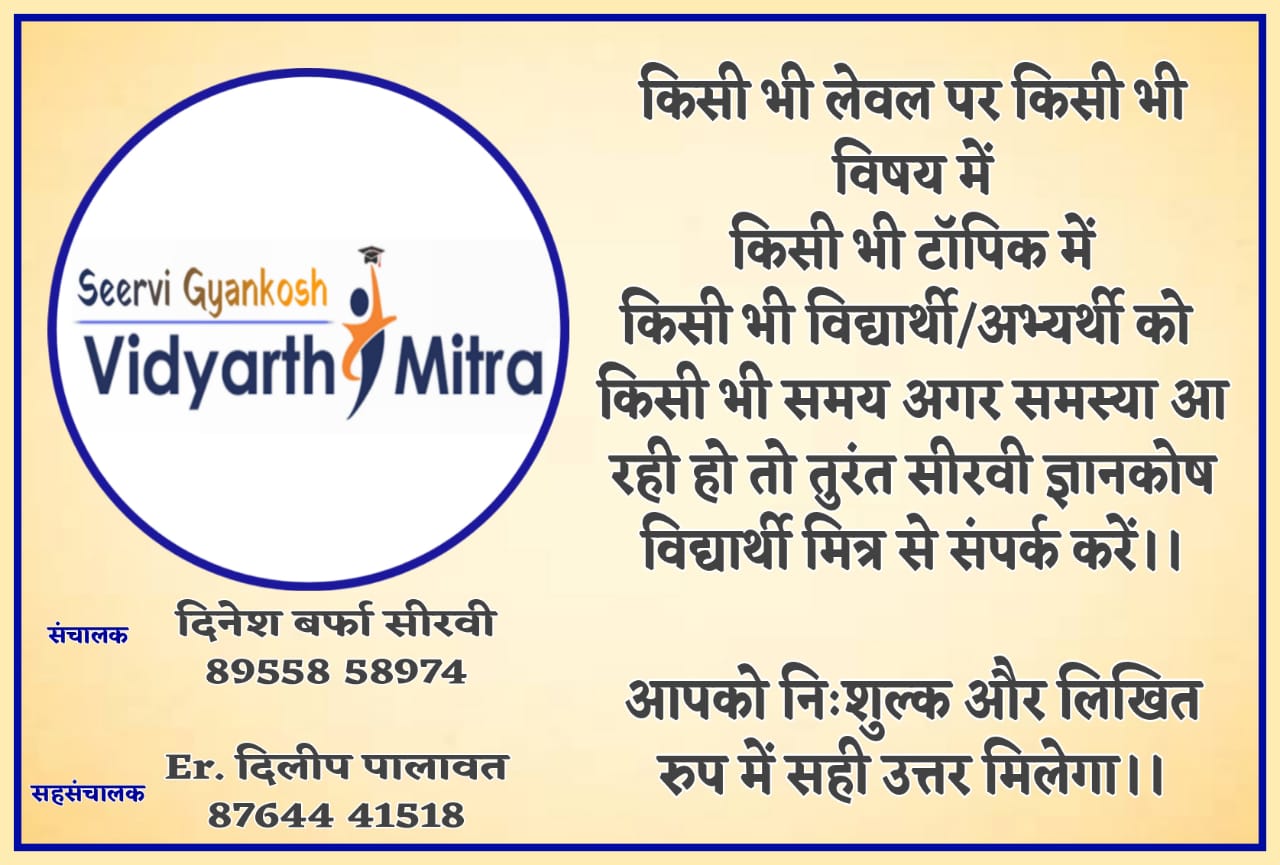 Seervi Gyankosh
Vidyarthi Mitra
संचालक
दिनेश बर्फा सीरवी
89558 58974
सहसंचालक
Er. दिलीप पालावत
87644 41518
किसी भी लेवल पर किसी भी
विषय में
किसी भी टॉपिक में
किसी भी विद्यार्थी/अभ्यर्थी को
किसी भी समय अगर समस्या आ
रही हो तो तुरंत सीरवी ज्ञानकोष
विद्यार्थी मित्र से संपर्क करें।।
आपको निःशुल्क और लिखित
रुप में सही उत्तर मिलेगा।।